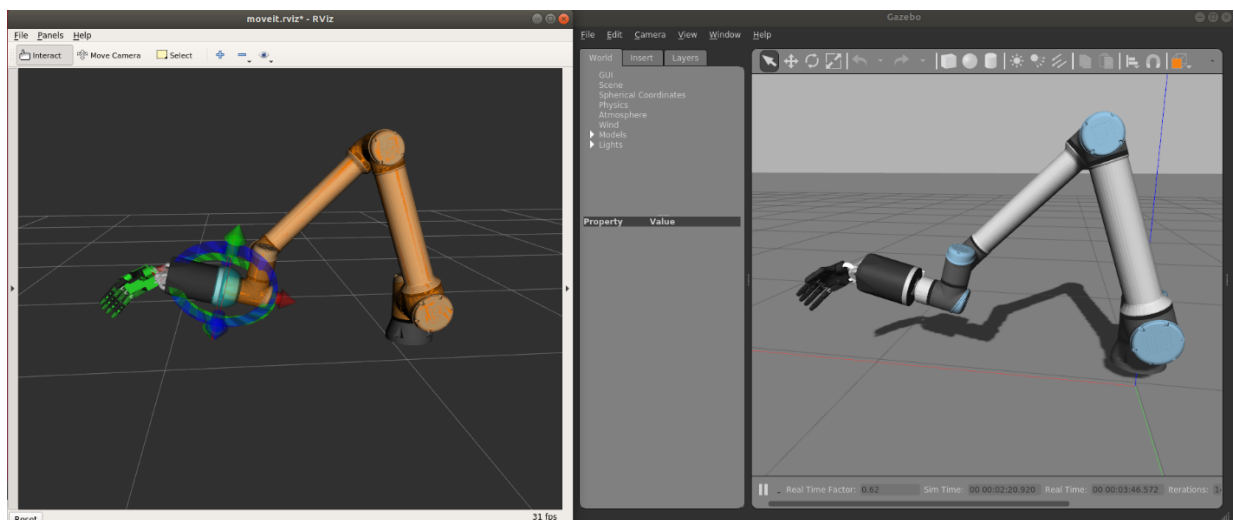 moveit.rviz* - RViz
File Panels Help
Interact Move Camera Select
Reset
31 fps
Gazebo
File Edit Camera View Window Help
World Insert Layers
GUI
Scene
Spherical Coordinates
Physics
Atmosphere
Wind
Models
Lights
Property Value
Real Time Factor: 0.62 Sim Time: 00 00:02:20.920 Real Time: 00 00:03:46.572 Iterations: